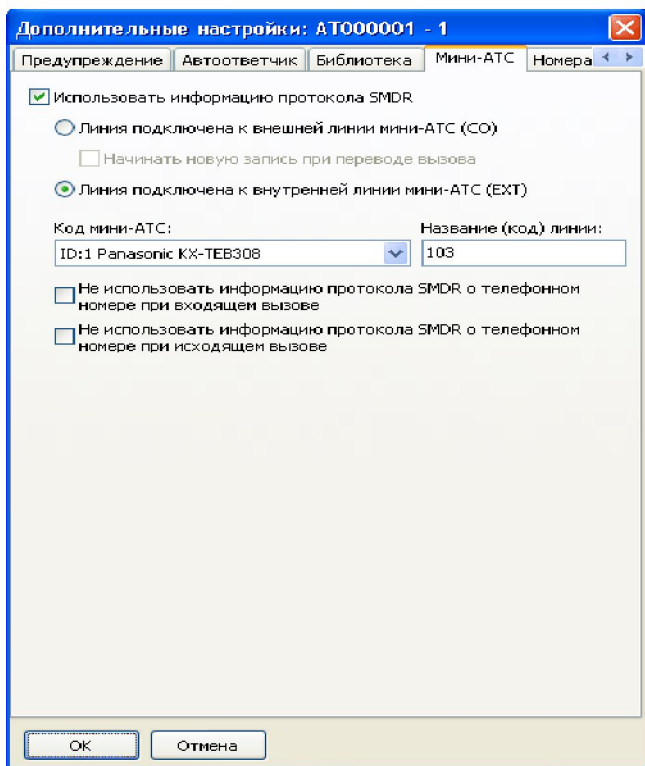 Дополнительные настройки: AT000001 - 1
Предупреждение Автоответчик Библиотека Мини-АТС Номера
Использовать информацию протокола SMDR
Линия подключена к внешней линии мини-АТС (CO)
Начинать новую запись при переводе вызова
Линия подключена к внутренней линии мини-АТС (EXT)
Код мини-АТС: Название (код) линии:
ID:1 Panasonic KX-TEB308 103
Не использовать информацию протокола SMDR о телефонном
номере при входящем вызове
Не использовать информацию протокола SMDR о телефонном
номере при исходящем вызове
ОК Отмена